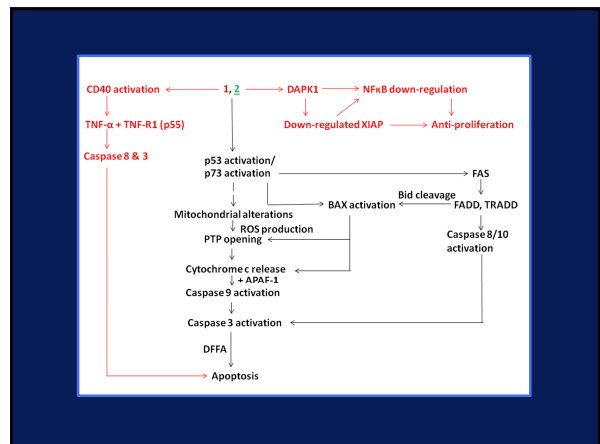 CD40 activation
1, 2
DAPK1
NFκB down-regulation
TNF-α + TNF-R1 (p55)
Down-regulated XIAP
Anti-proliferation
Caspase 8 & 3
p53 activation/
p73 activation
FAS
Bid cleavage
BAX activation
FADD, TRADD
Mitochondrial alterations
ROS production
PTP opening
Caspase 8/10
activation
Cytochrome c release
+ APAF-1
Caspase 9 activation
Caspase 3 activation
DFFA
Apoptosis